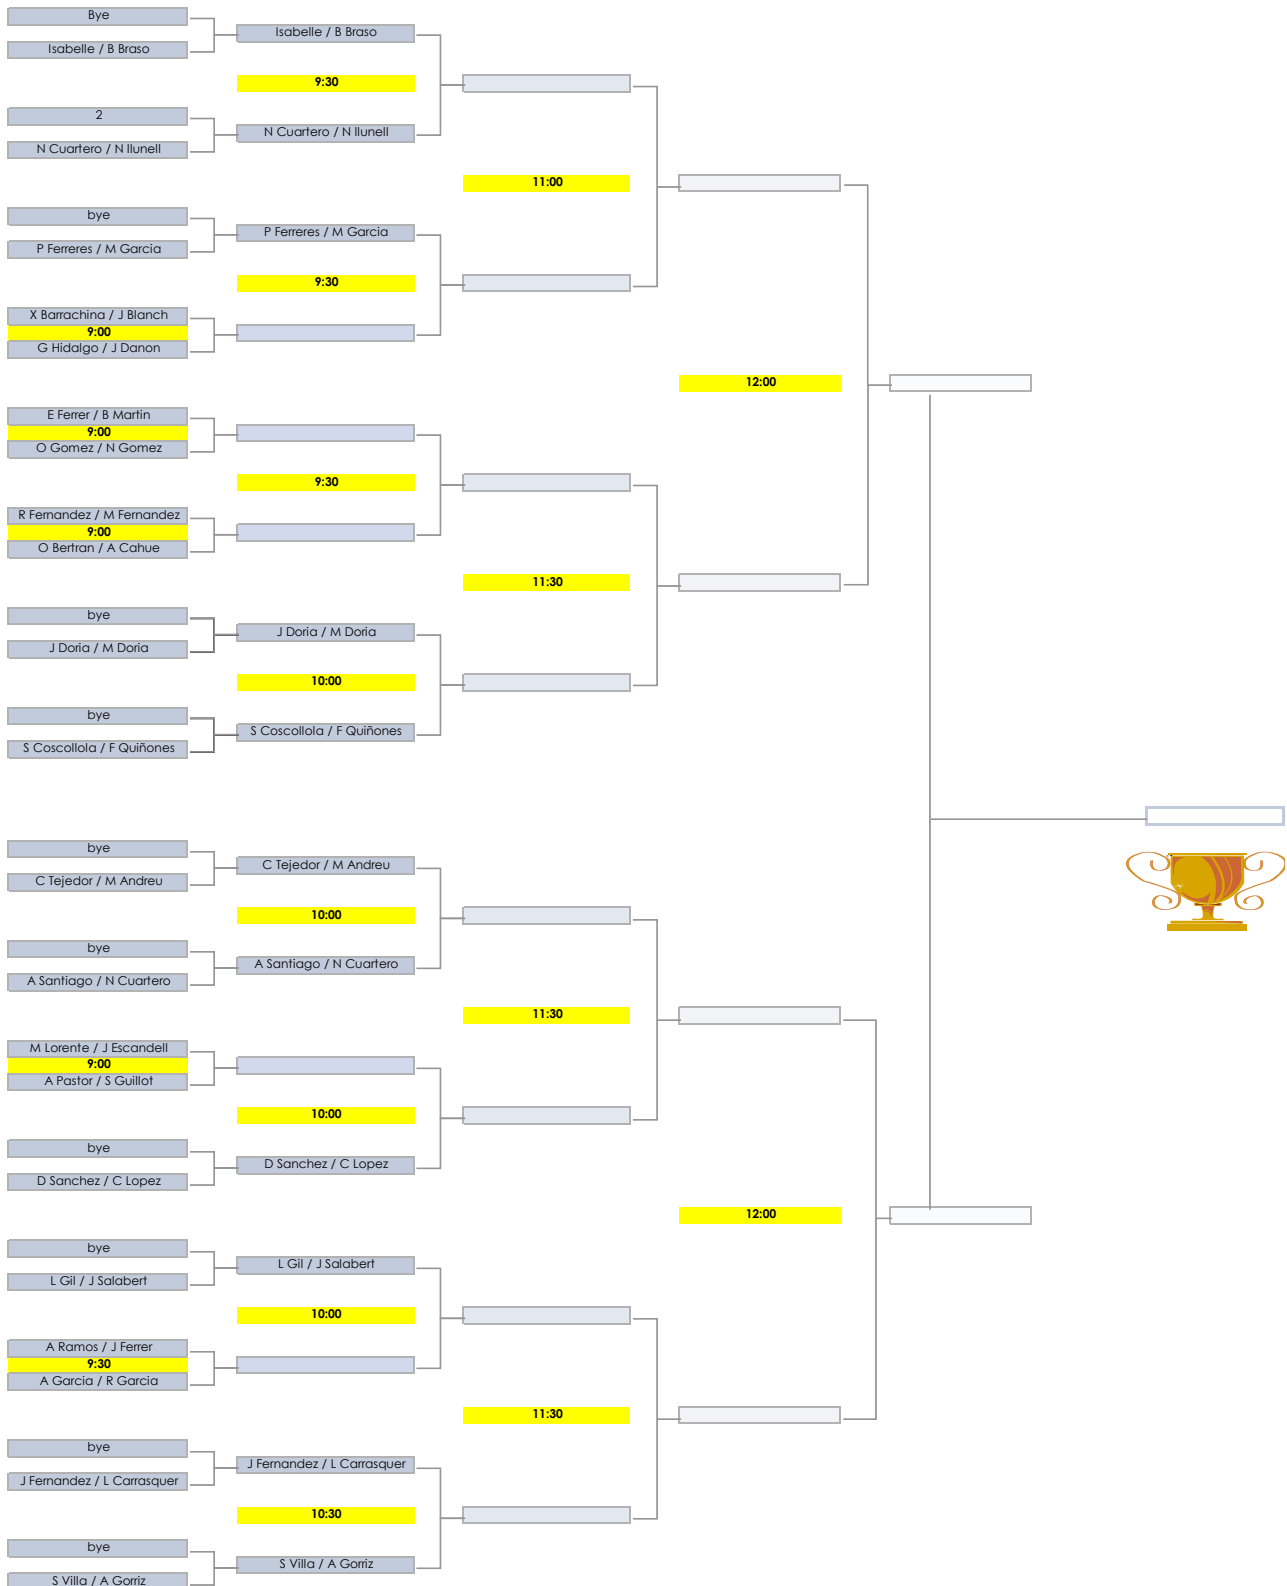 Bye
Isabelle / B Braso
Isabelle / B Braso
9:30
2
N Cuartero / N llunell
N Cuartero / N llunell
11:00
bye
P Ferreres / M Garcia
P Ferreres / M Garcia
9:30
X Barrachina / J Blanch
9:00
G Hidalgo / J Danon
12:00
E Ferrer / B Martin
9:00
O Gomez / N Gomez
9:30
R Fernandez / M Fernandez
9:00
O Bertran / A Cahue
11:30
bye
J Doria / M Doria
J Doria / M Doria
10:00
bye
S Coscollola / F Quiñones
S Coscollola / F Quiñones
bye
C Tejedor / M Andreu
C Tejedor / M Andreu
10:00
bye
A Santiago / N Cuartero
A Santiago / N Cuartero
11:30
M Lorente / J Escandell
9:00
A Pastor / S Guillot
10:00
bye
D Sanchez / C Lopez
D Sanchez / C Lopez
12:00
bye
L Gil / J Salabert
L Gil / J Salabert
10:00
A Ramos / J Ferrer
9:30
A Garcia / R Garcia
11:30
bye
J Fernandez / L Carrasquer
J Fernandez / L Carrasquer
10:30
bye
S Villa / A Gorriz
S Villa / A Gorriz